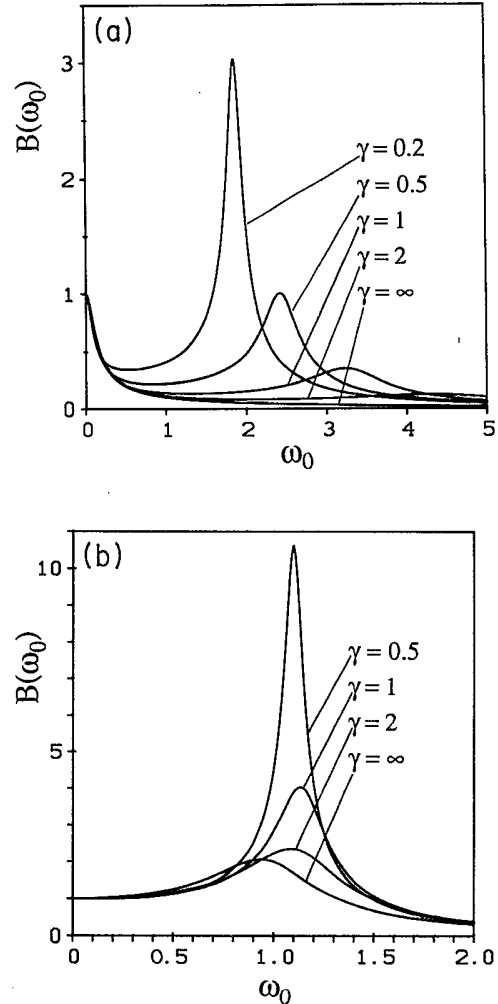 (a)
3
2
1
0
B(ω₀)
γ = 0.2
γ = 0.5
γ = 1
γ = 2
γ = ∞
0 1 2 3 4 5
ω₀
(b)
10
5
0
B(ω₀)
γ = 0.5
γ = 1
γ = 2
γ = ∞
0 0.5 1.0 1.5 2.0
ω₀